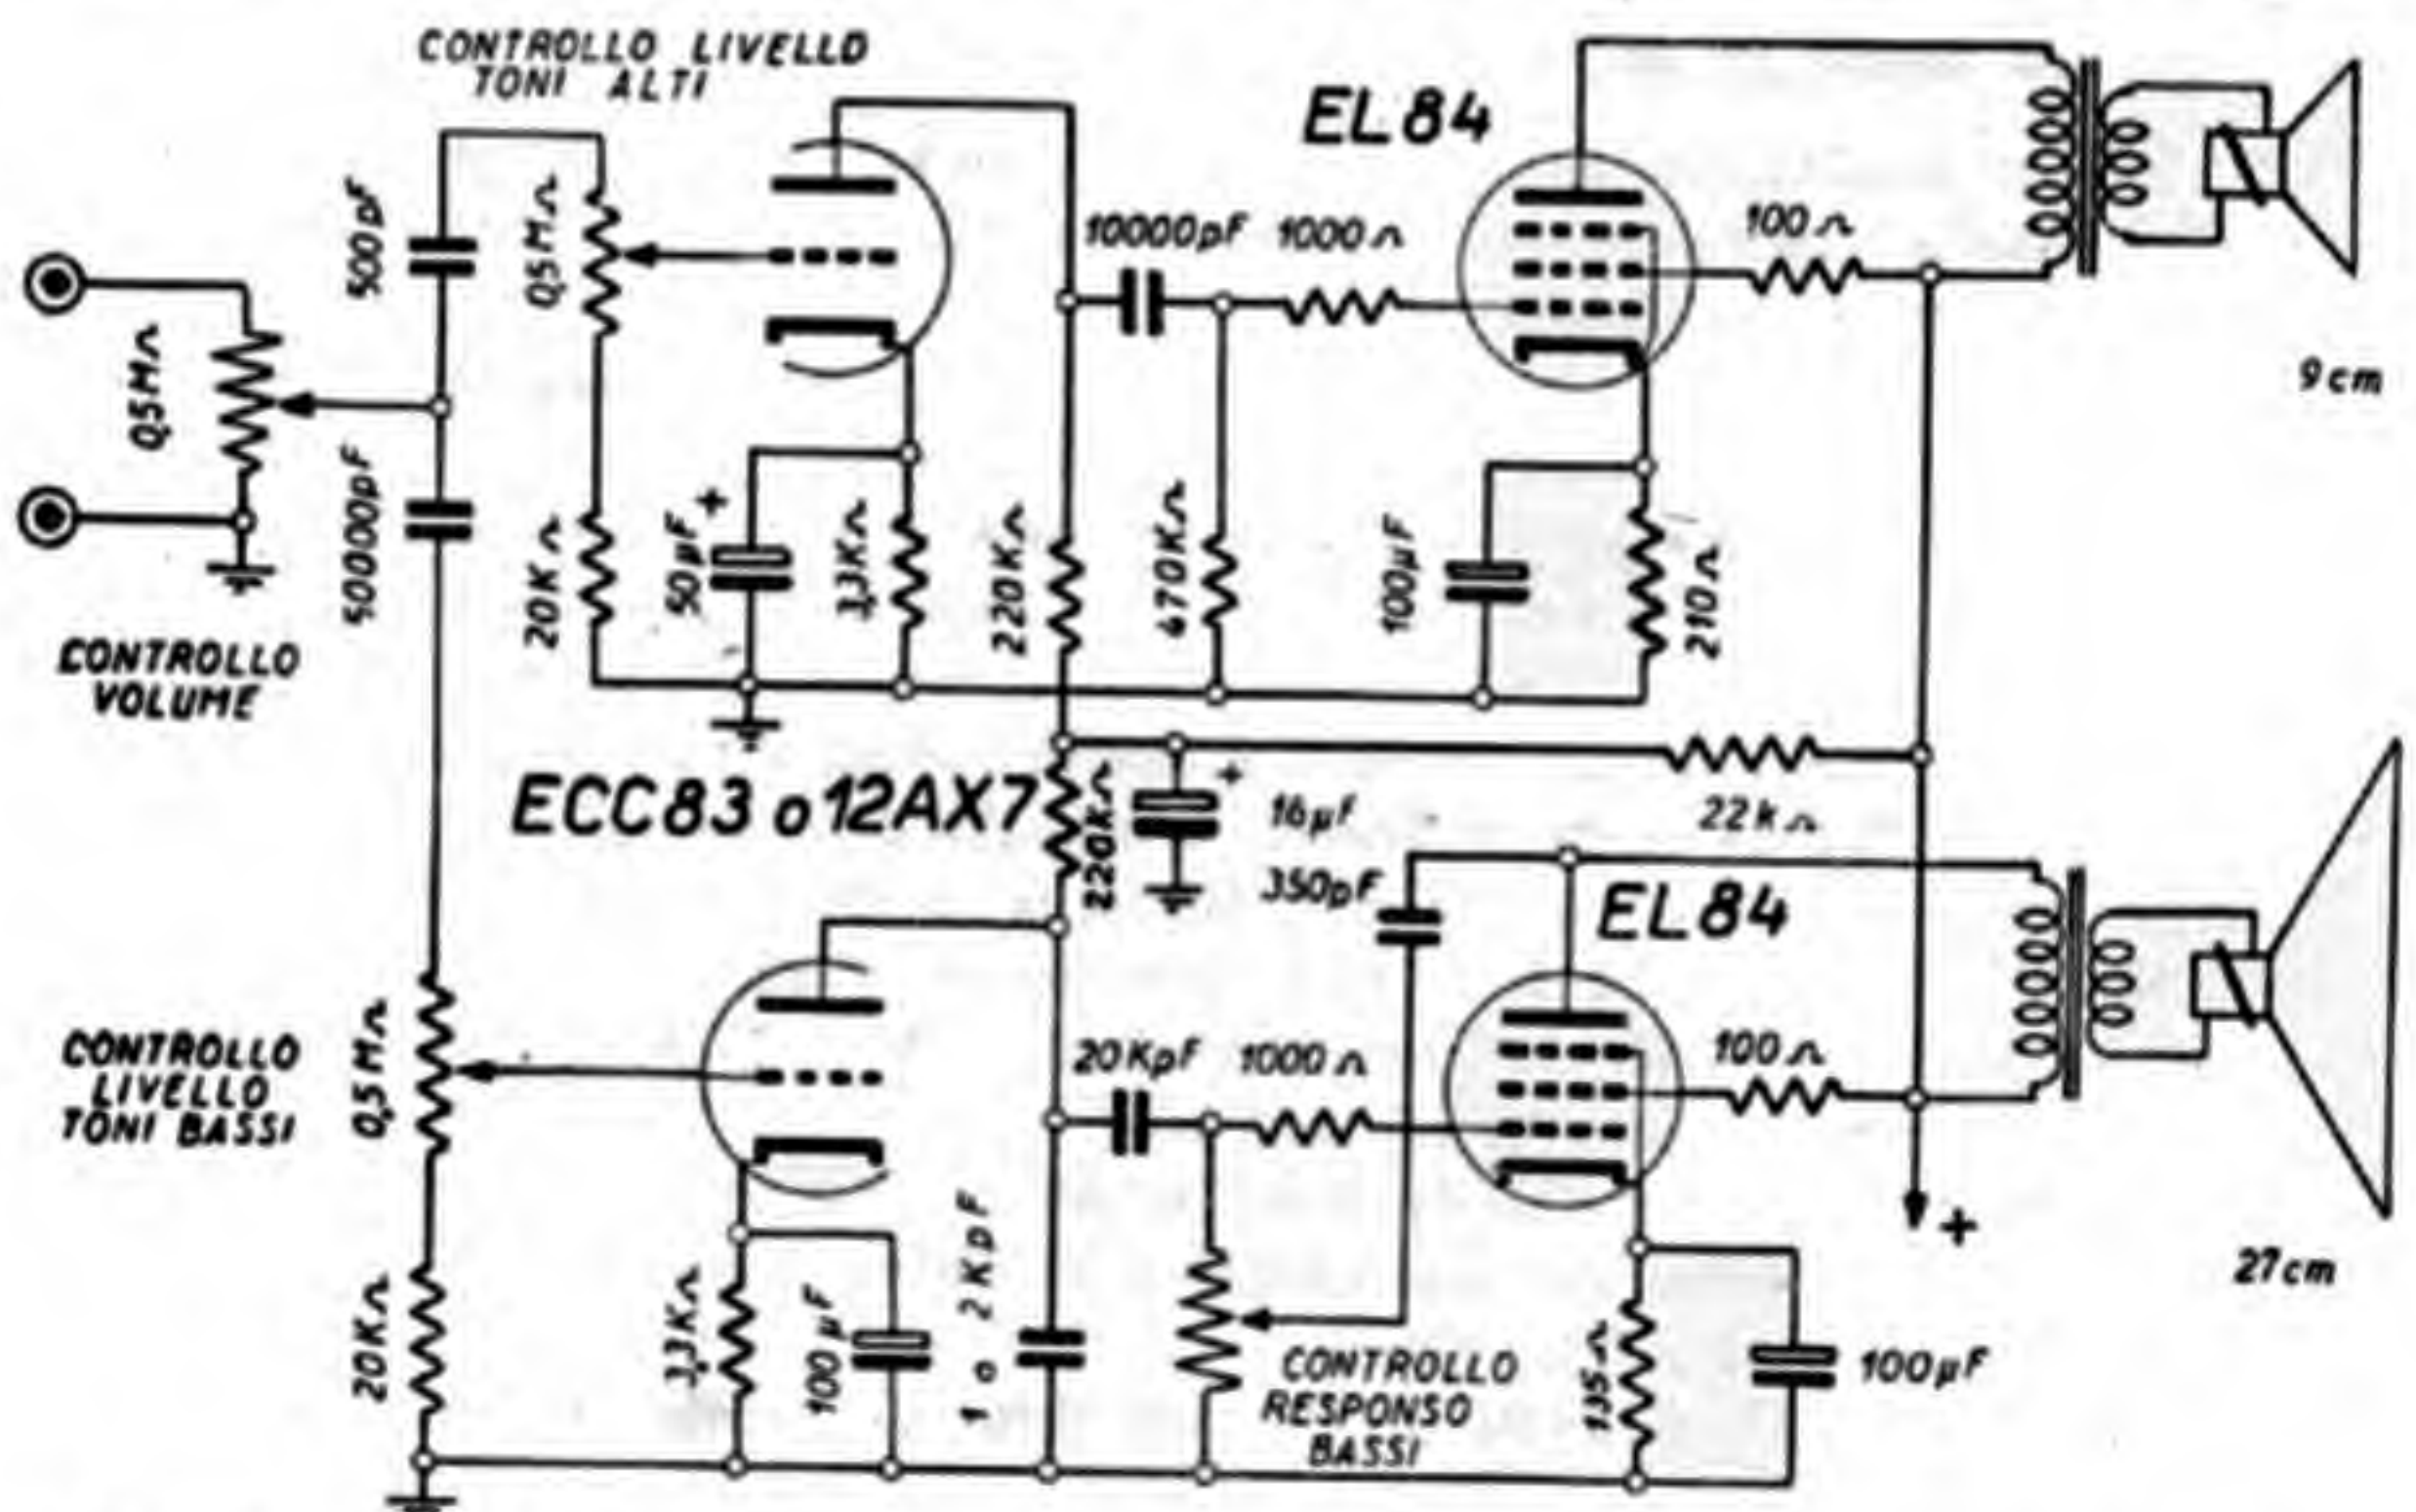 CONTROLLO LIVELLO
TONI ALTI
EL84
500pF
0,5MΩ
10000pF
1000Ω
100Ω
0,5MΩ
9cm
50000pF
20KΩ
50µF
+
3,3KΩ
220KΩ
470KΩ
100µF
210Ω
CONTROLLO
VOLUME
ECC83 o 12AX7
220KΩ
+
16µF
22kΩ
350pF
EL84
CONTROLLO
LIVELLO
TONI BASSI
0,5MΩ
20KpF
1000Ω
100Ω
+
27cm
20KΩ
3,3KΩ
100µF
1 o 2KpF
CONTROLLO
RESPONSO
BASSI
135Ω
100µF